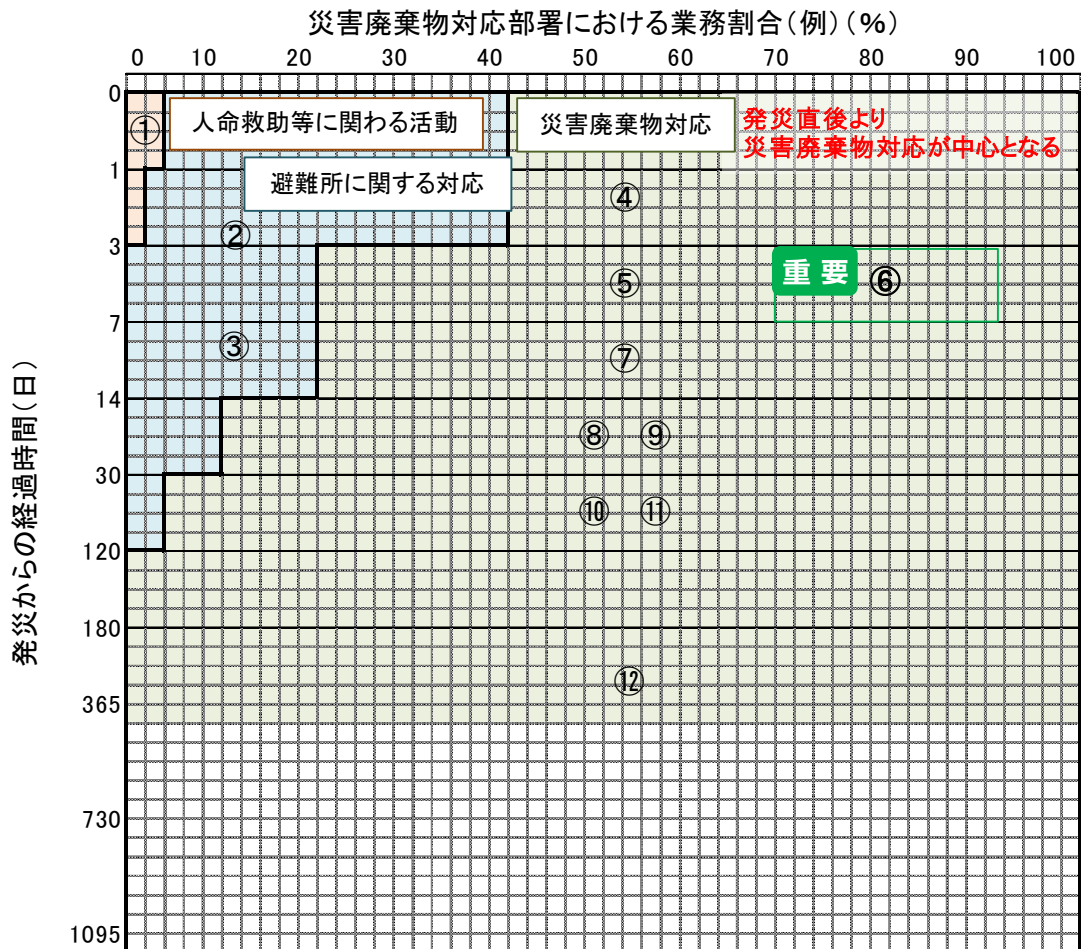 災害廃棄物対応部署における業務割合(例)(%)
0 10 20 30 40 50 60 70 80 90 100
0
① 人命救助等に関わる活動 災害廃棄物対応 発災直後より
災害廃棄物対応が中心となる
1
避難所に関する対応
④
②
3
⑤ 重要 ⑥
7
③ ⑦
14
⑧ ⑨
30
⑩ ⑪
120
180
⑫
365
730
1095
発災からの経過時間(日)